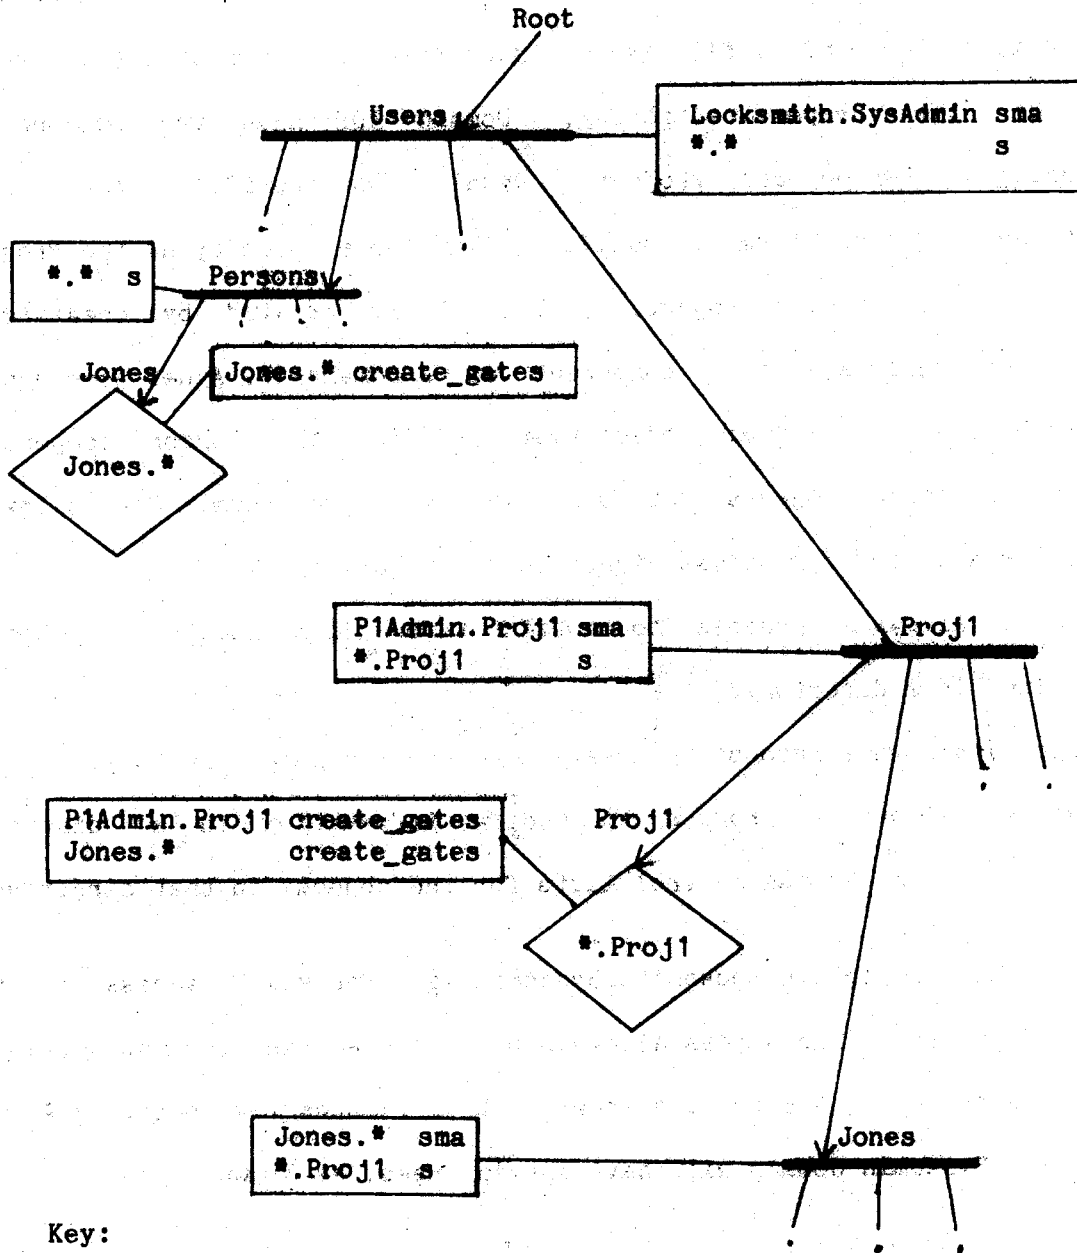 Root
Users
Locksmith.SysAdmin sma
*.* s
*.* s
Persons
Jones
Jones.* create_gates
Jones.*
P1Admin.Proj1 sma
*.Proj1 s
Proj1
P1Admin.Proj1 create_gates
Jones.* create_gates
Proj1
*.Proj1
Jones.* sma
*.Proj1 s
Jones
Key: